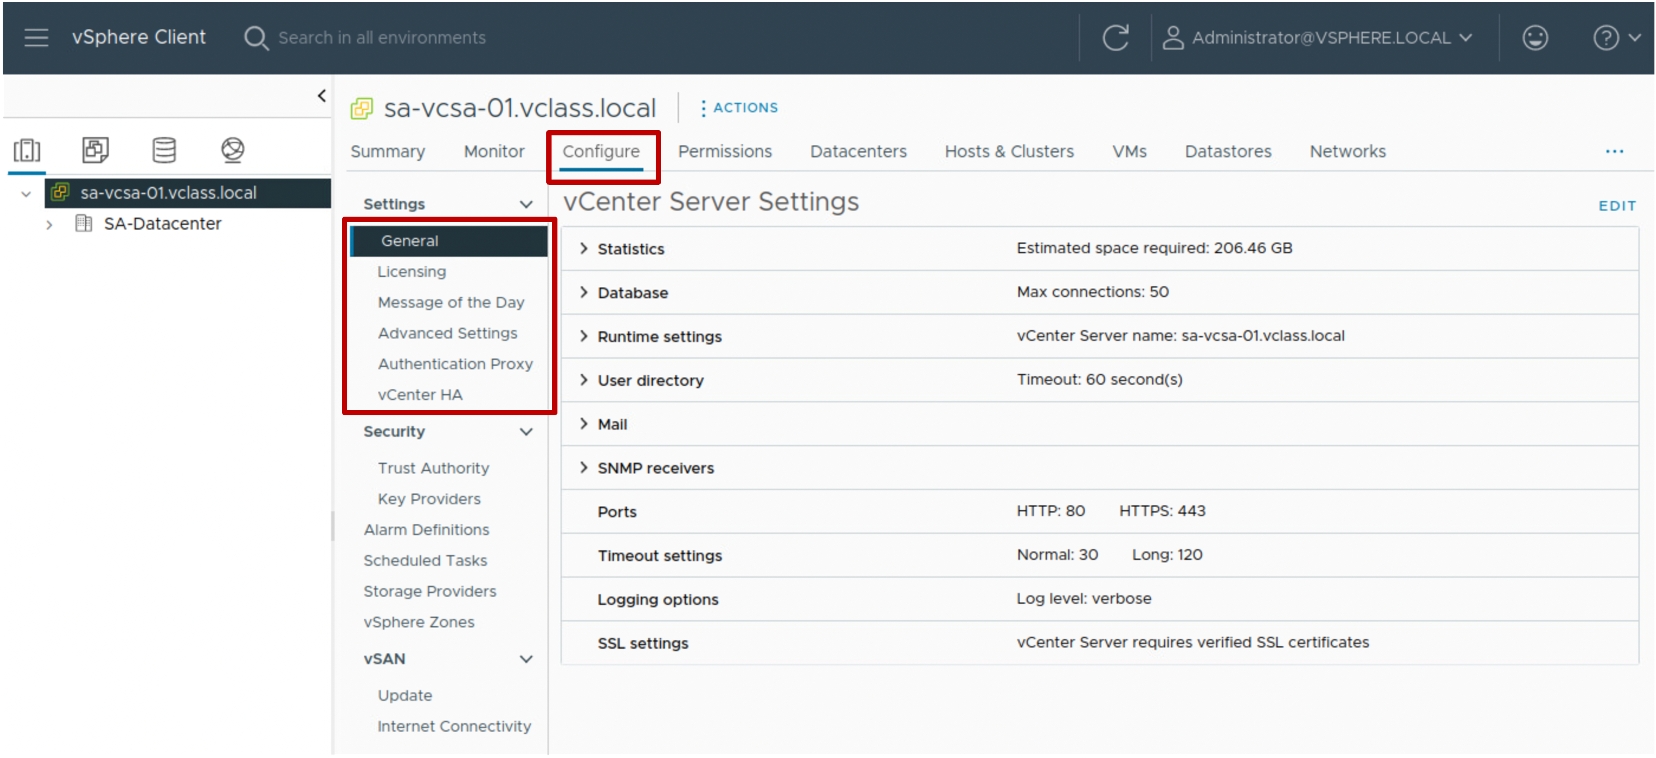 vSphere Client
Search in all environments
Administrator@VSPHERE.LOCAL
sa-vcsa-01.vclass.local
SA-Datacenter
sa-vcsa-01.vclass.local
ACTIONS
Summary Monitor Configure Permissions Datacenters Hosts & Clusters VMs Datastores Networks
Settings
General
Licensing
Message of the Day
Advanced Settings
Authentication Proxy
vCenter HA
Security
Trust Authority
Key Providers
Alarm Definitions
Scheduled Tasks
Storage Providers
vSphere Zones
vSAN
Update
Internet Connectivity
vCenter Server Settings
EDIT
Statistics Estimated space required: 206.46 GB
Database Max connections: 50
Runtime settings vCenter Server name: sa-vcsa-01.vclass.local
User directory Timeout: 60 second(s)
Mail
SNMP receivers
Ports HTTP: 80 HTTPS: 443
Timeout settings Normal: 30 Long: 120
Logging options Log level: verbose
SSL settings vCenter Server requires verified SSL certificates